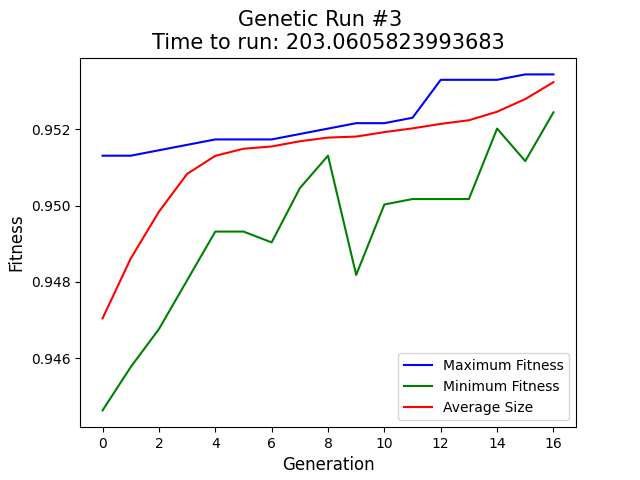 Genetic Run #3
Time to run: 203.0605823993683
Fitness
0.952
0.950
0.948
0.946
0 2 4 6 8 10 12 14 16
Generation
Maximum Fitness
Minimum Fitness
Average Size